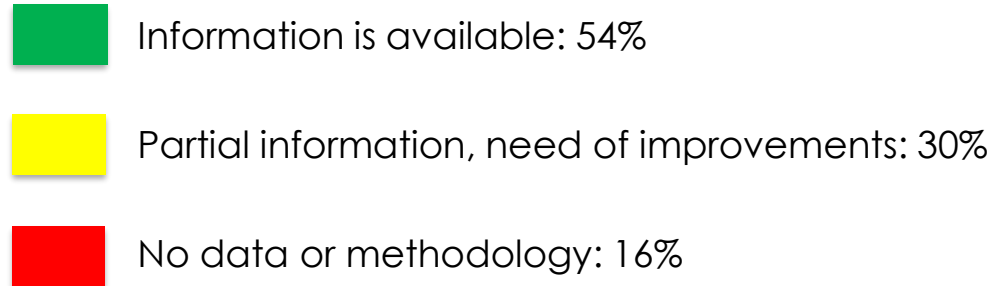 Information is available: 54%
Partial information, need of improvements: 30%
No data or methodology: 16%